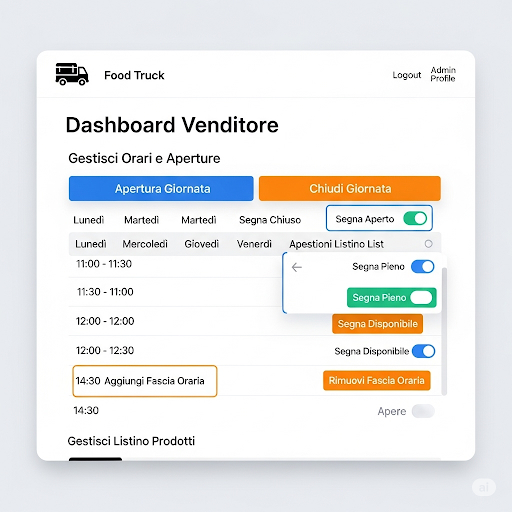 Food Truck
Logout
Admin
Profile
Dashboard Venditore
Gestisci Orari e Aperture
Apertura Giornata
Chiudi Giornata
Lunedì Martedì Martedì Segna Chiuso Segna Aperto
Lunedì Mercoledì Giovedì Venerdì Apestioni Listino List
11:00 - 11:30 Segna Pieno
11:30 - 11:00 Segna Pieno
12:00 - 12:00 Segna Disponibile
12:00 - 12:30 Segna Disponibile
14:30 Aggiungi Fascia Oraria Rimuovi Fascia Oraria
14:30 Apere
Gestisci Listino Prodotti
ai